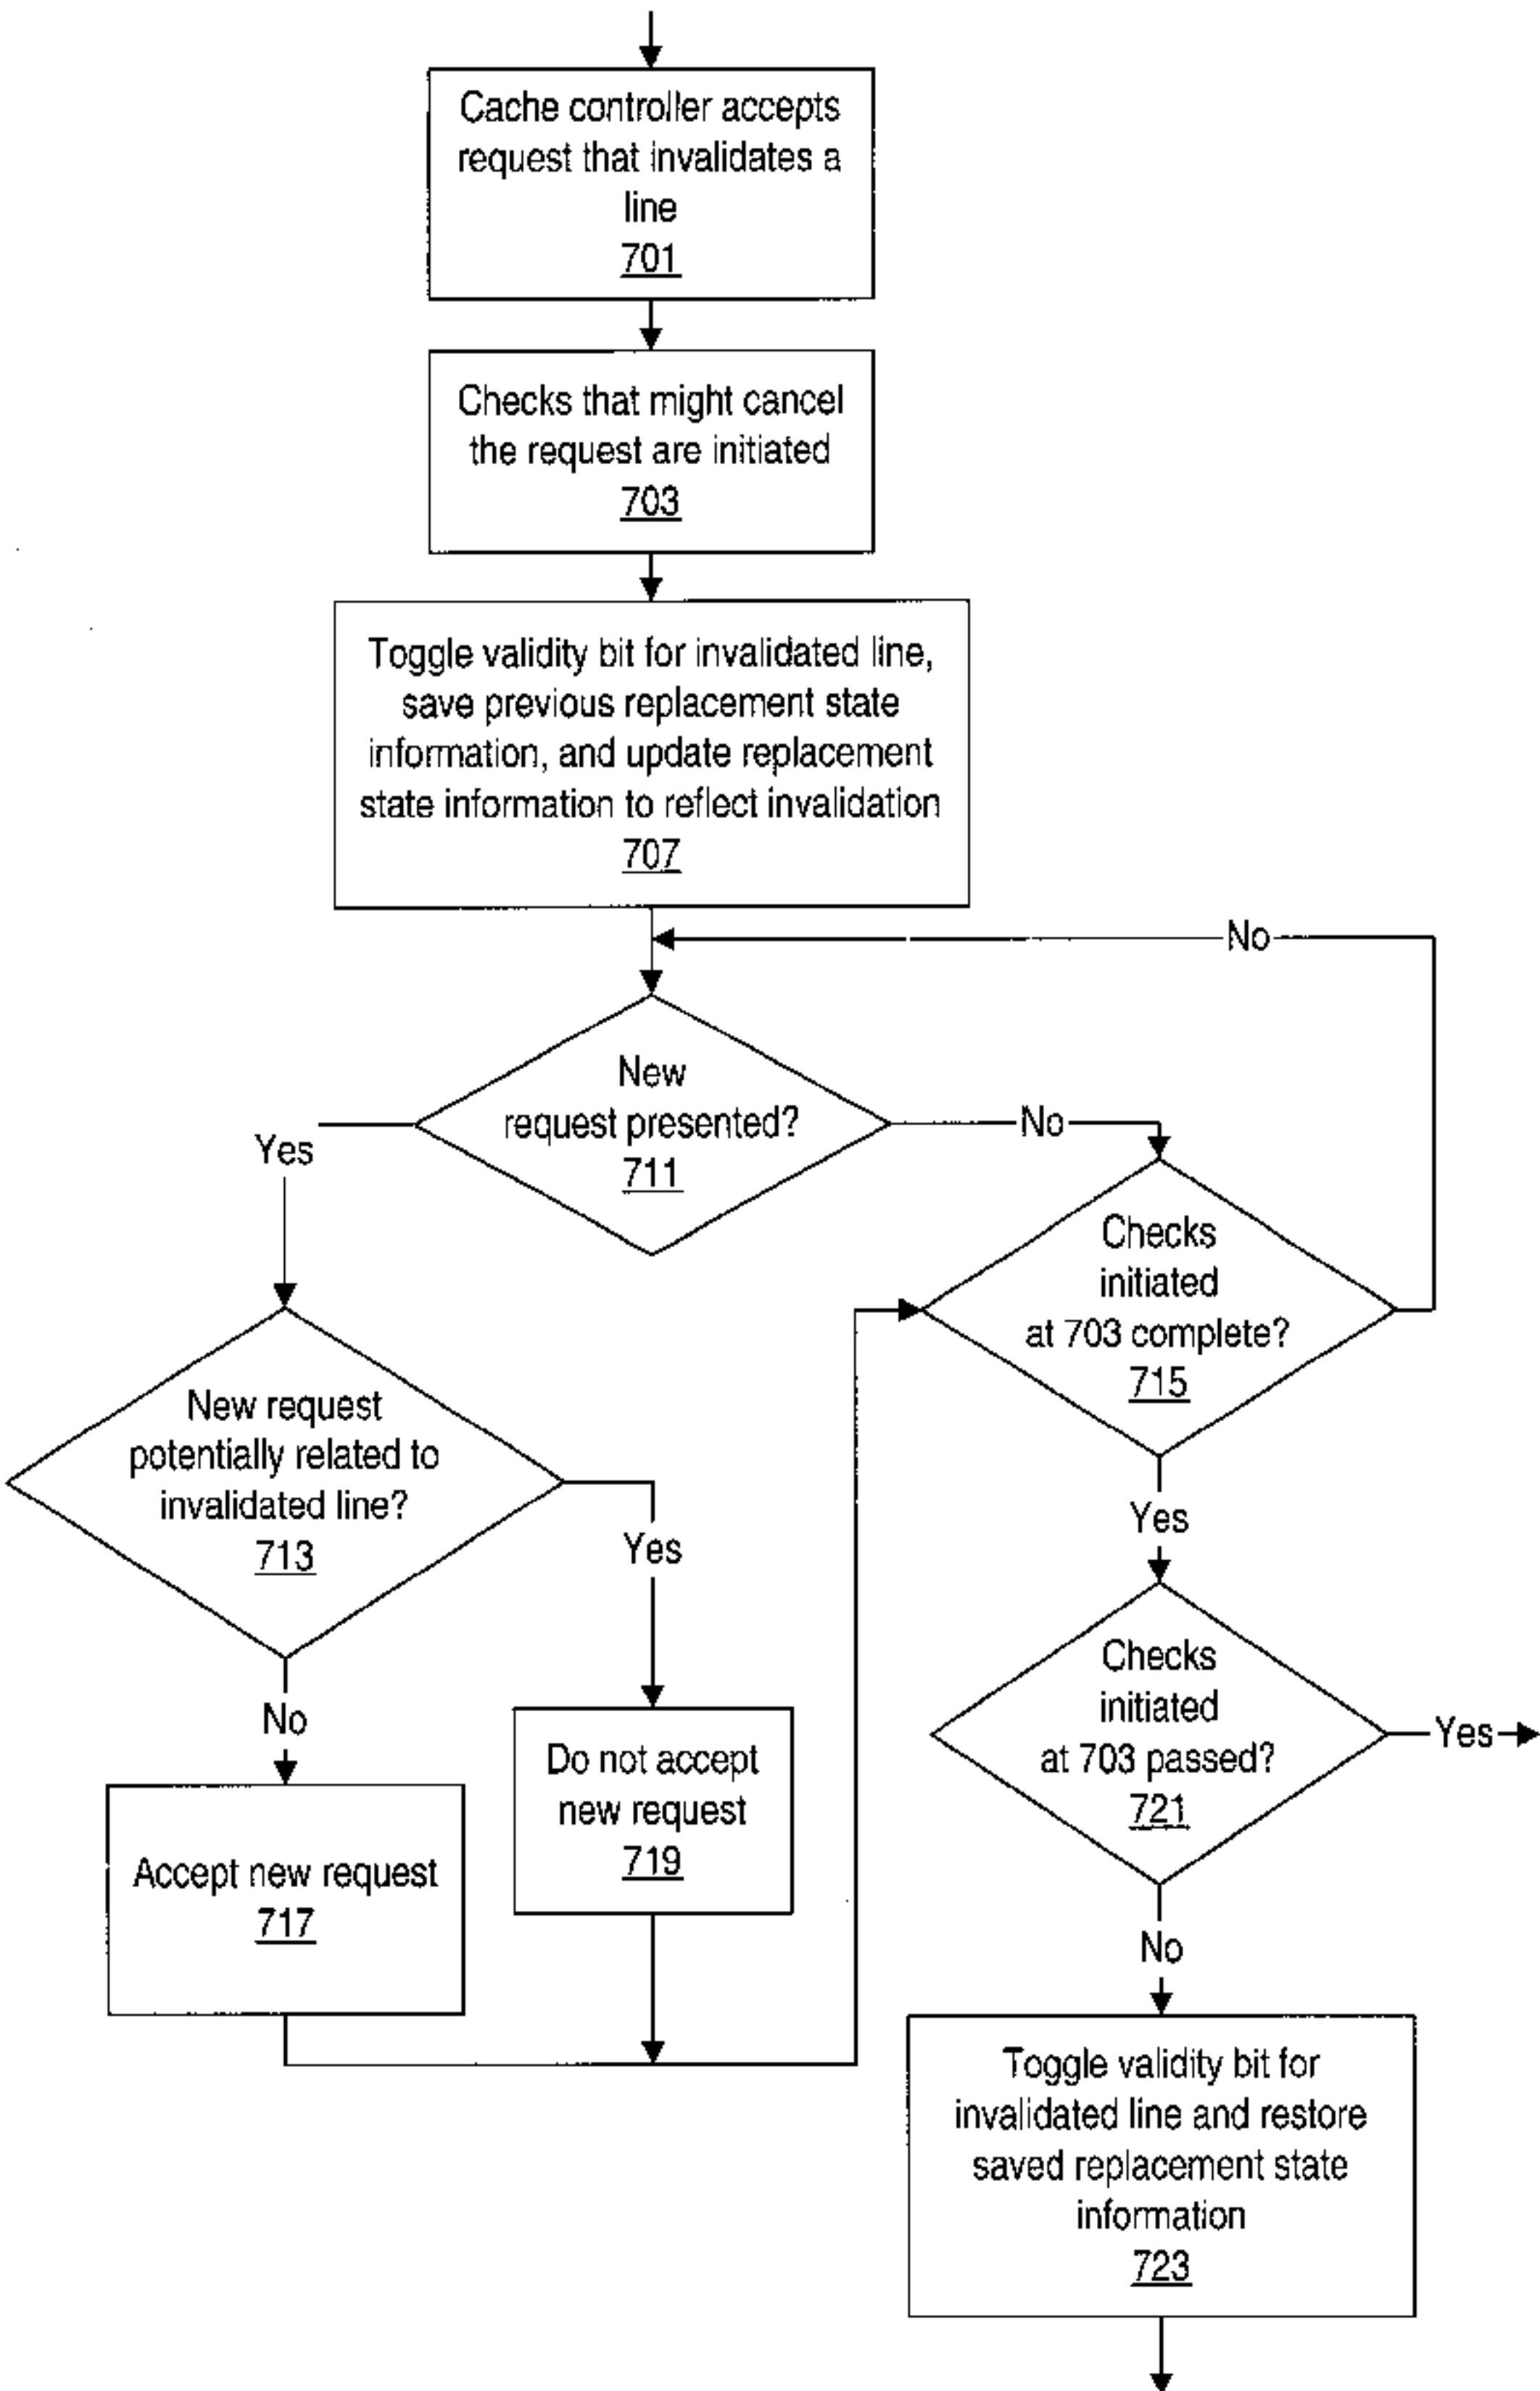 Cache controller accepts
request that invalidates a
line
701
Checks that might cancel
the request are initiated
703
Toggle validity bit for invalidated line,
save previous replacement state
information, and update replacement
state information to reflect invalidation
707
No
New
request presented?
711
Yes
No
Checks
initiated
at 703 complete?
715
New request
potentially related to
invalidated line?
713
Yes
Yes
No
Checks
initiated
at 703 passed?
721
Yes
Do not accept
new request
719
Accept new request
717
No
Toggle validity bit for
invalidated line and restore
saved replacement state
information
723